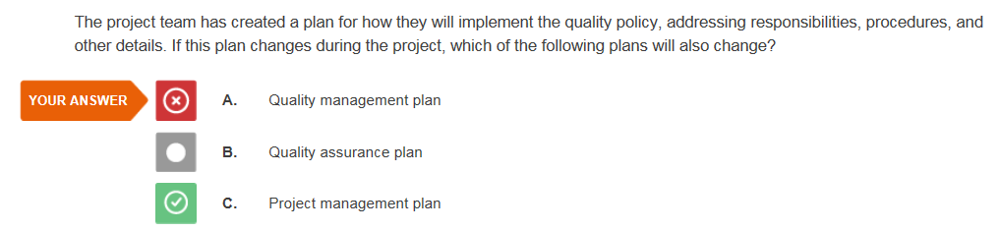 The project team has created a plan for how they will implement the quality policy, addressing responsibilities, procedures, and
other details. If this plan changes during the project, which of the following plans will also change?
YOUR ANSWER A. Quality management plan
B. Quality assurance plan
C. Project management plan